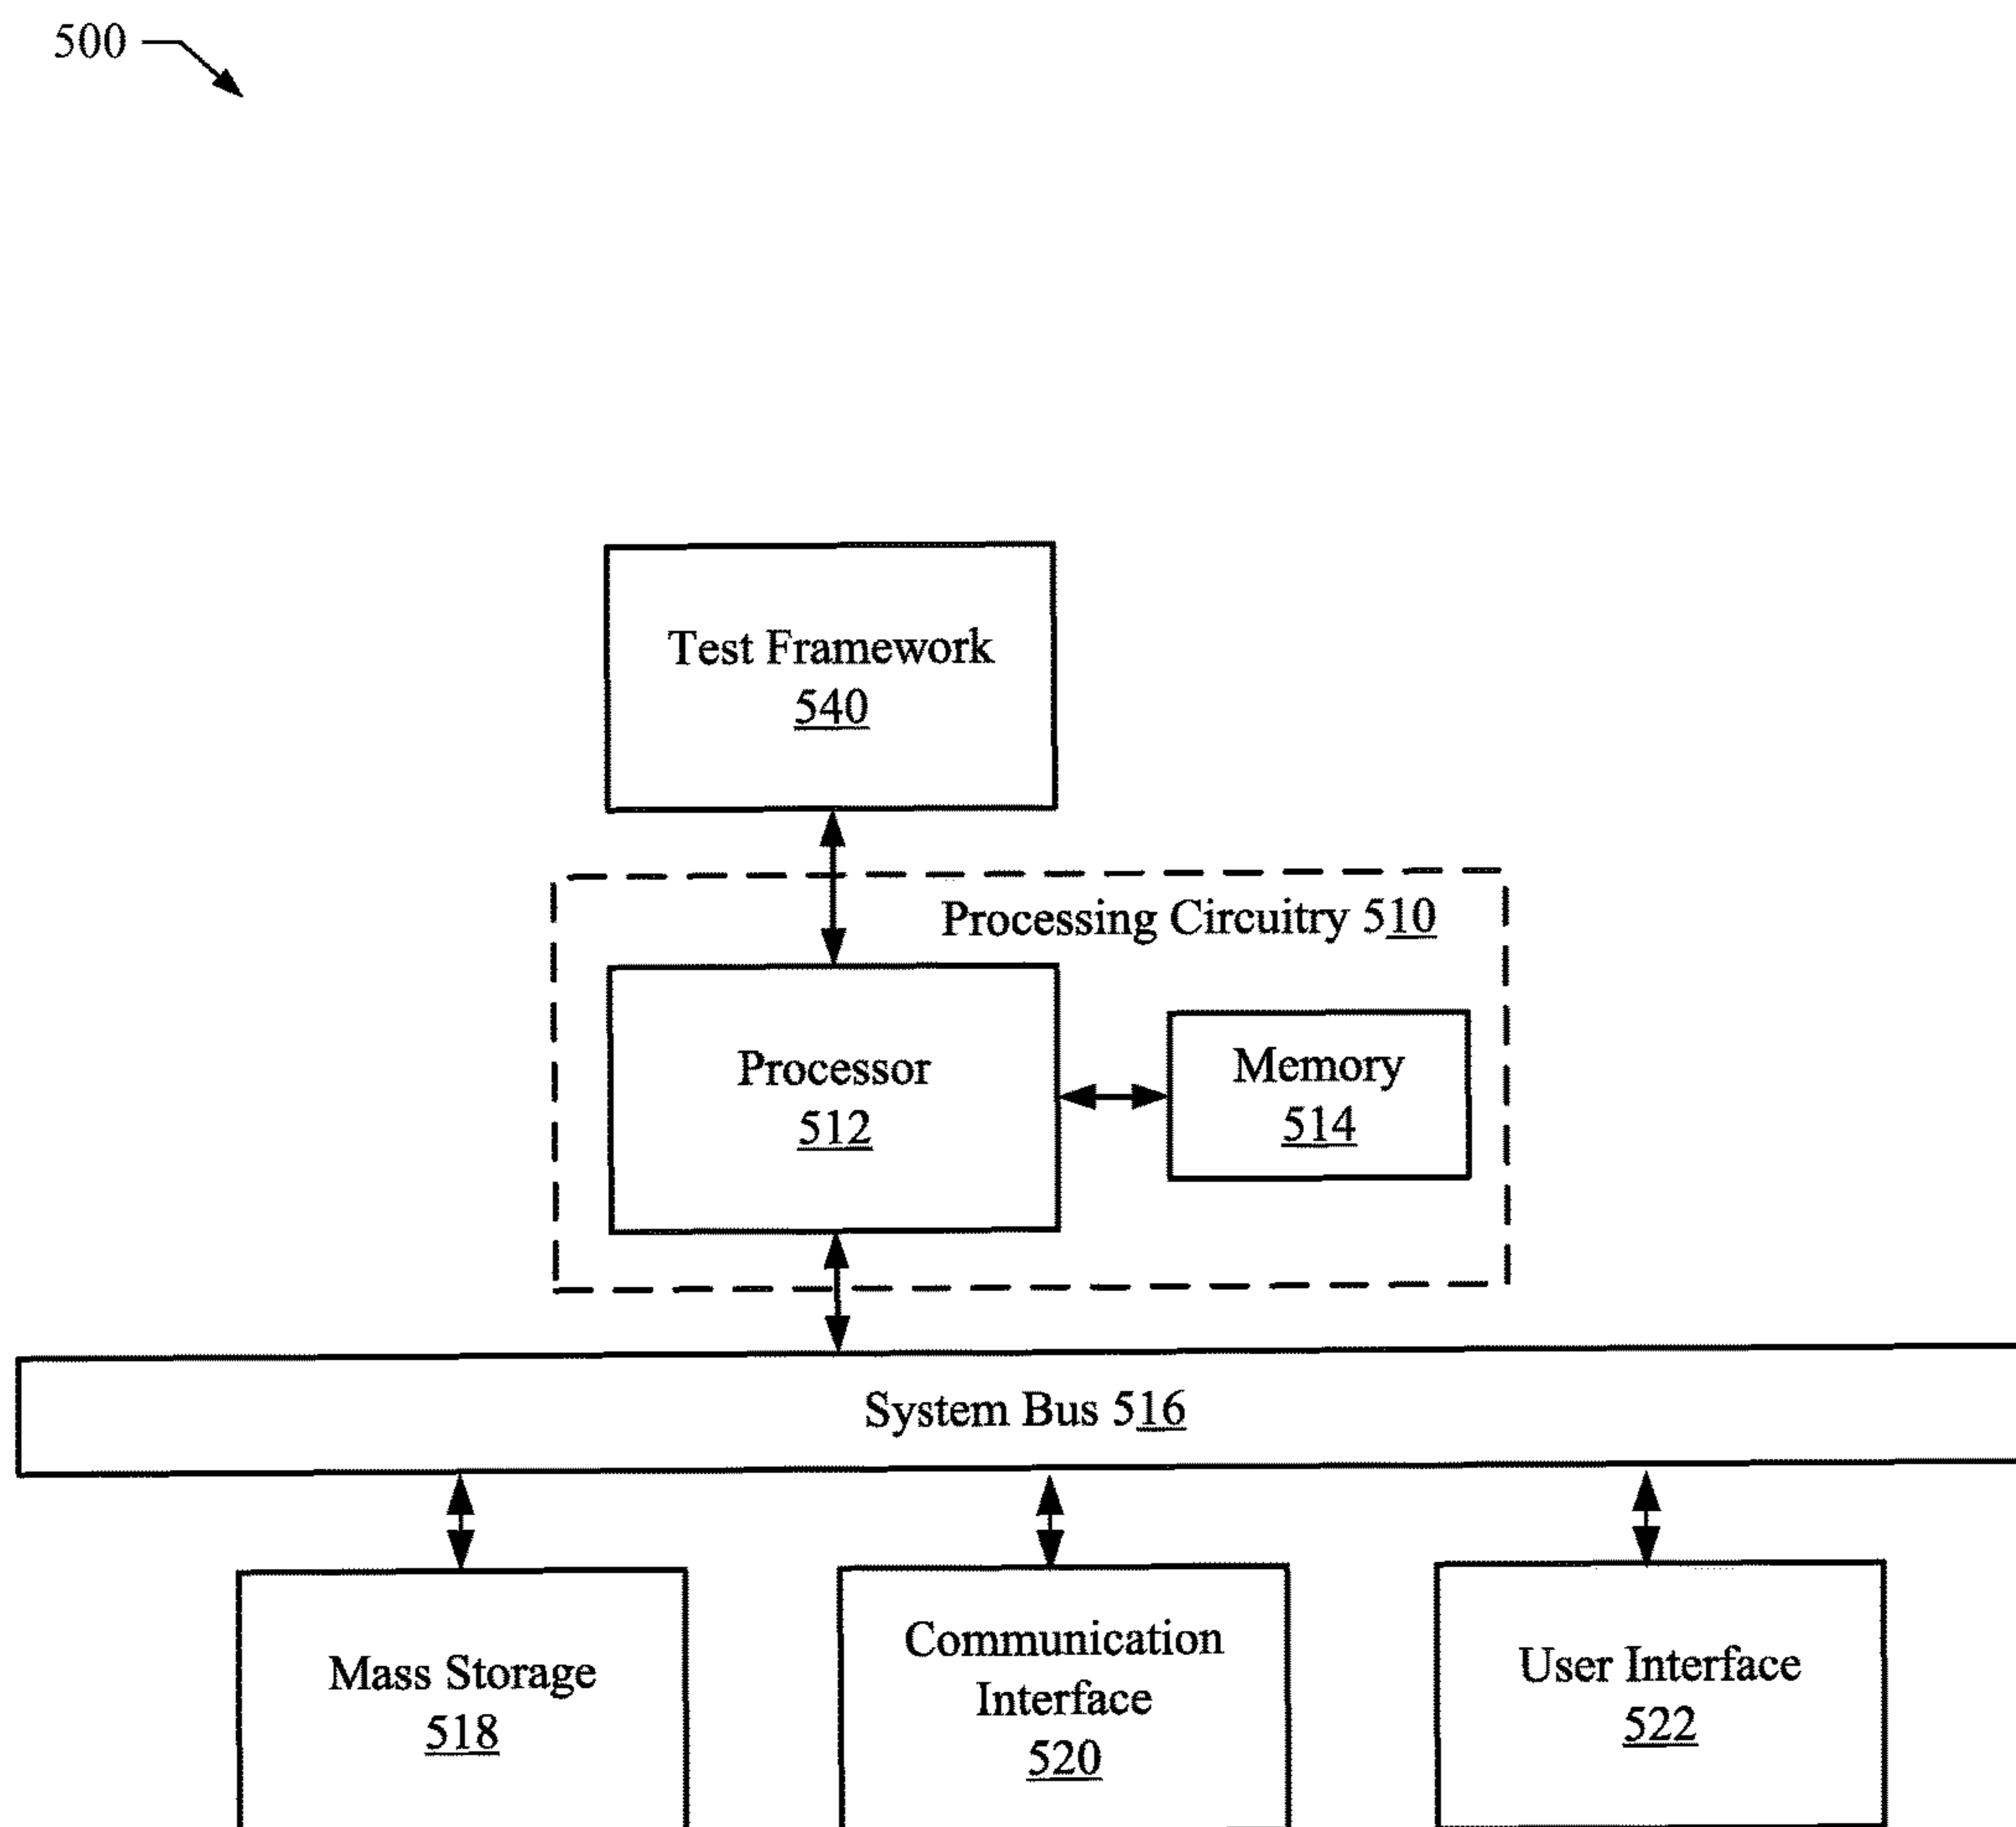 500
Test Framework
540
Processing Circuitry 510
Processor
512
Memory
514
System Bus 516
Mass Storage
518
Communication
Interface
520
User Interface
522